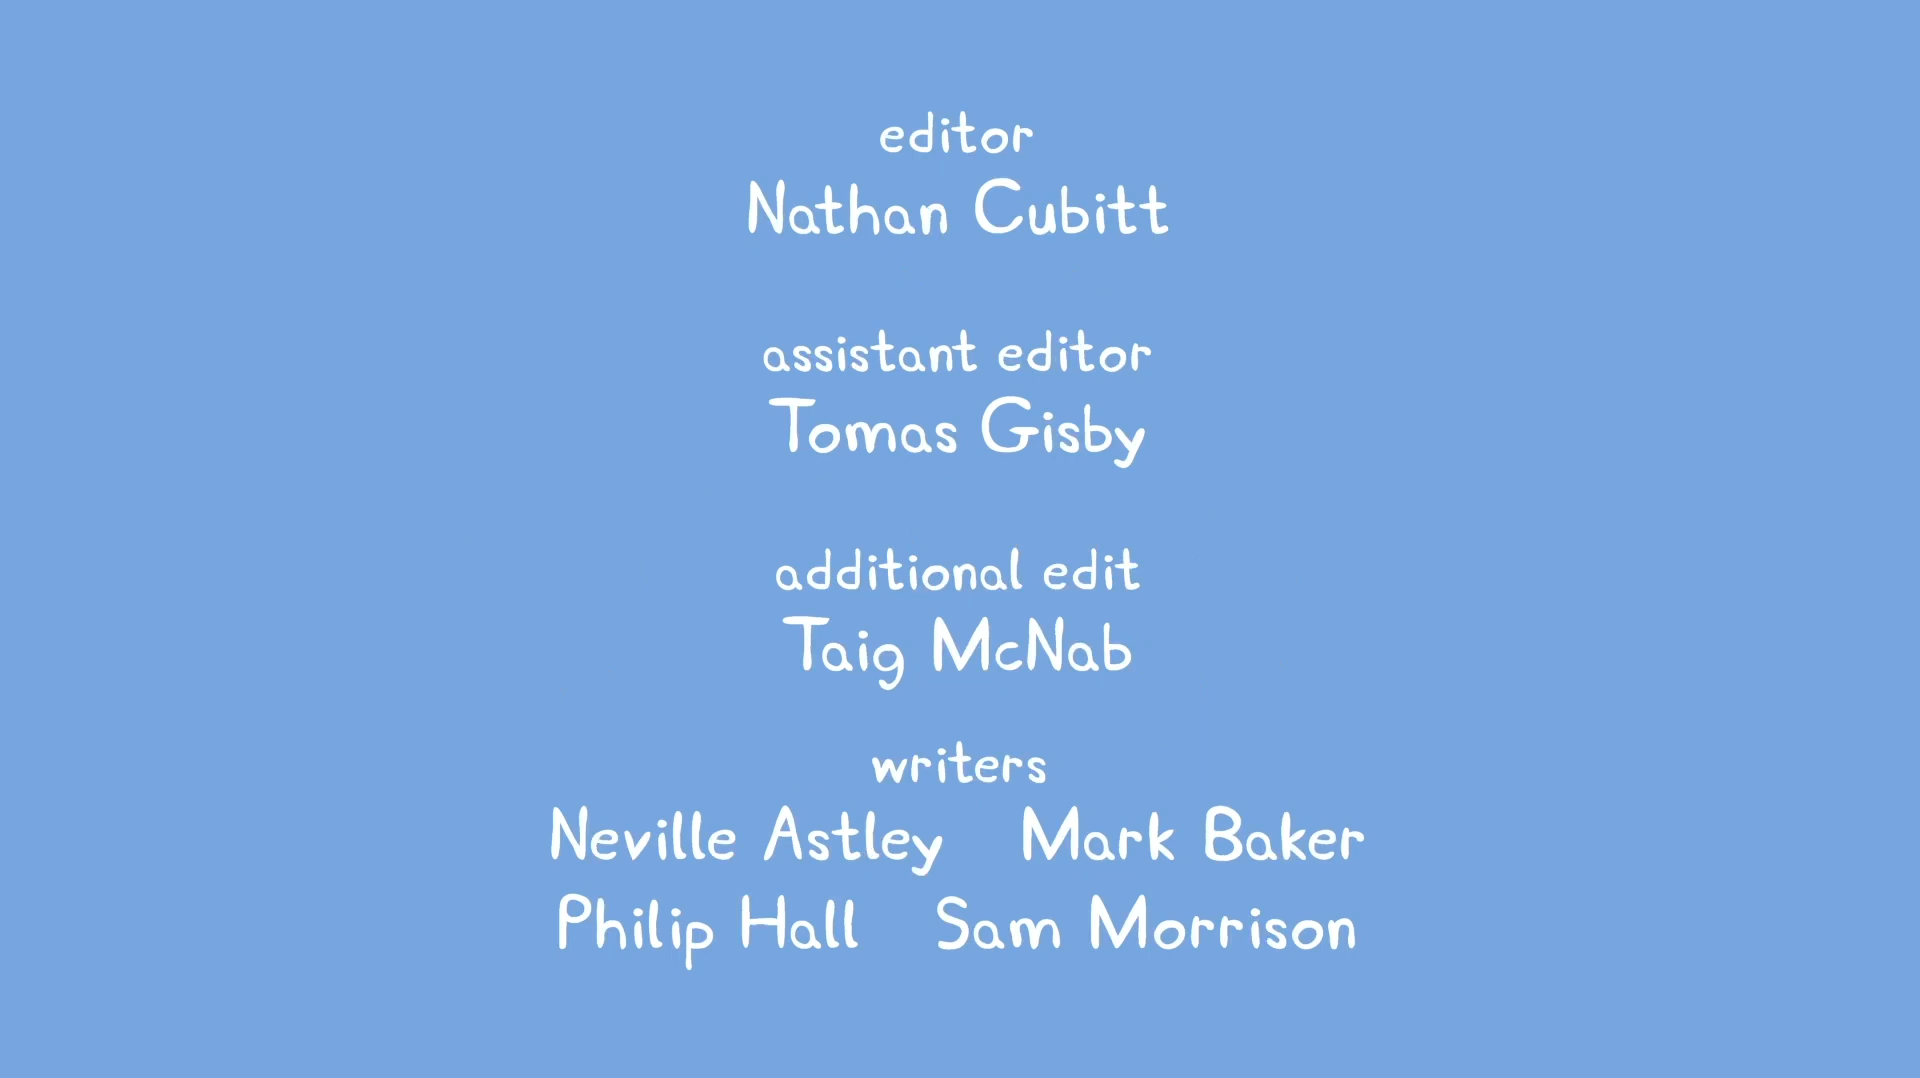 editor
Nathan Cubitt
assistant editor
Tomas Gisby
additional edit
Taig McNab
writers
Neville Astley Mark Baker
Philip Hall Sam Morrison